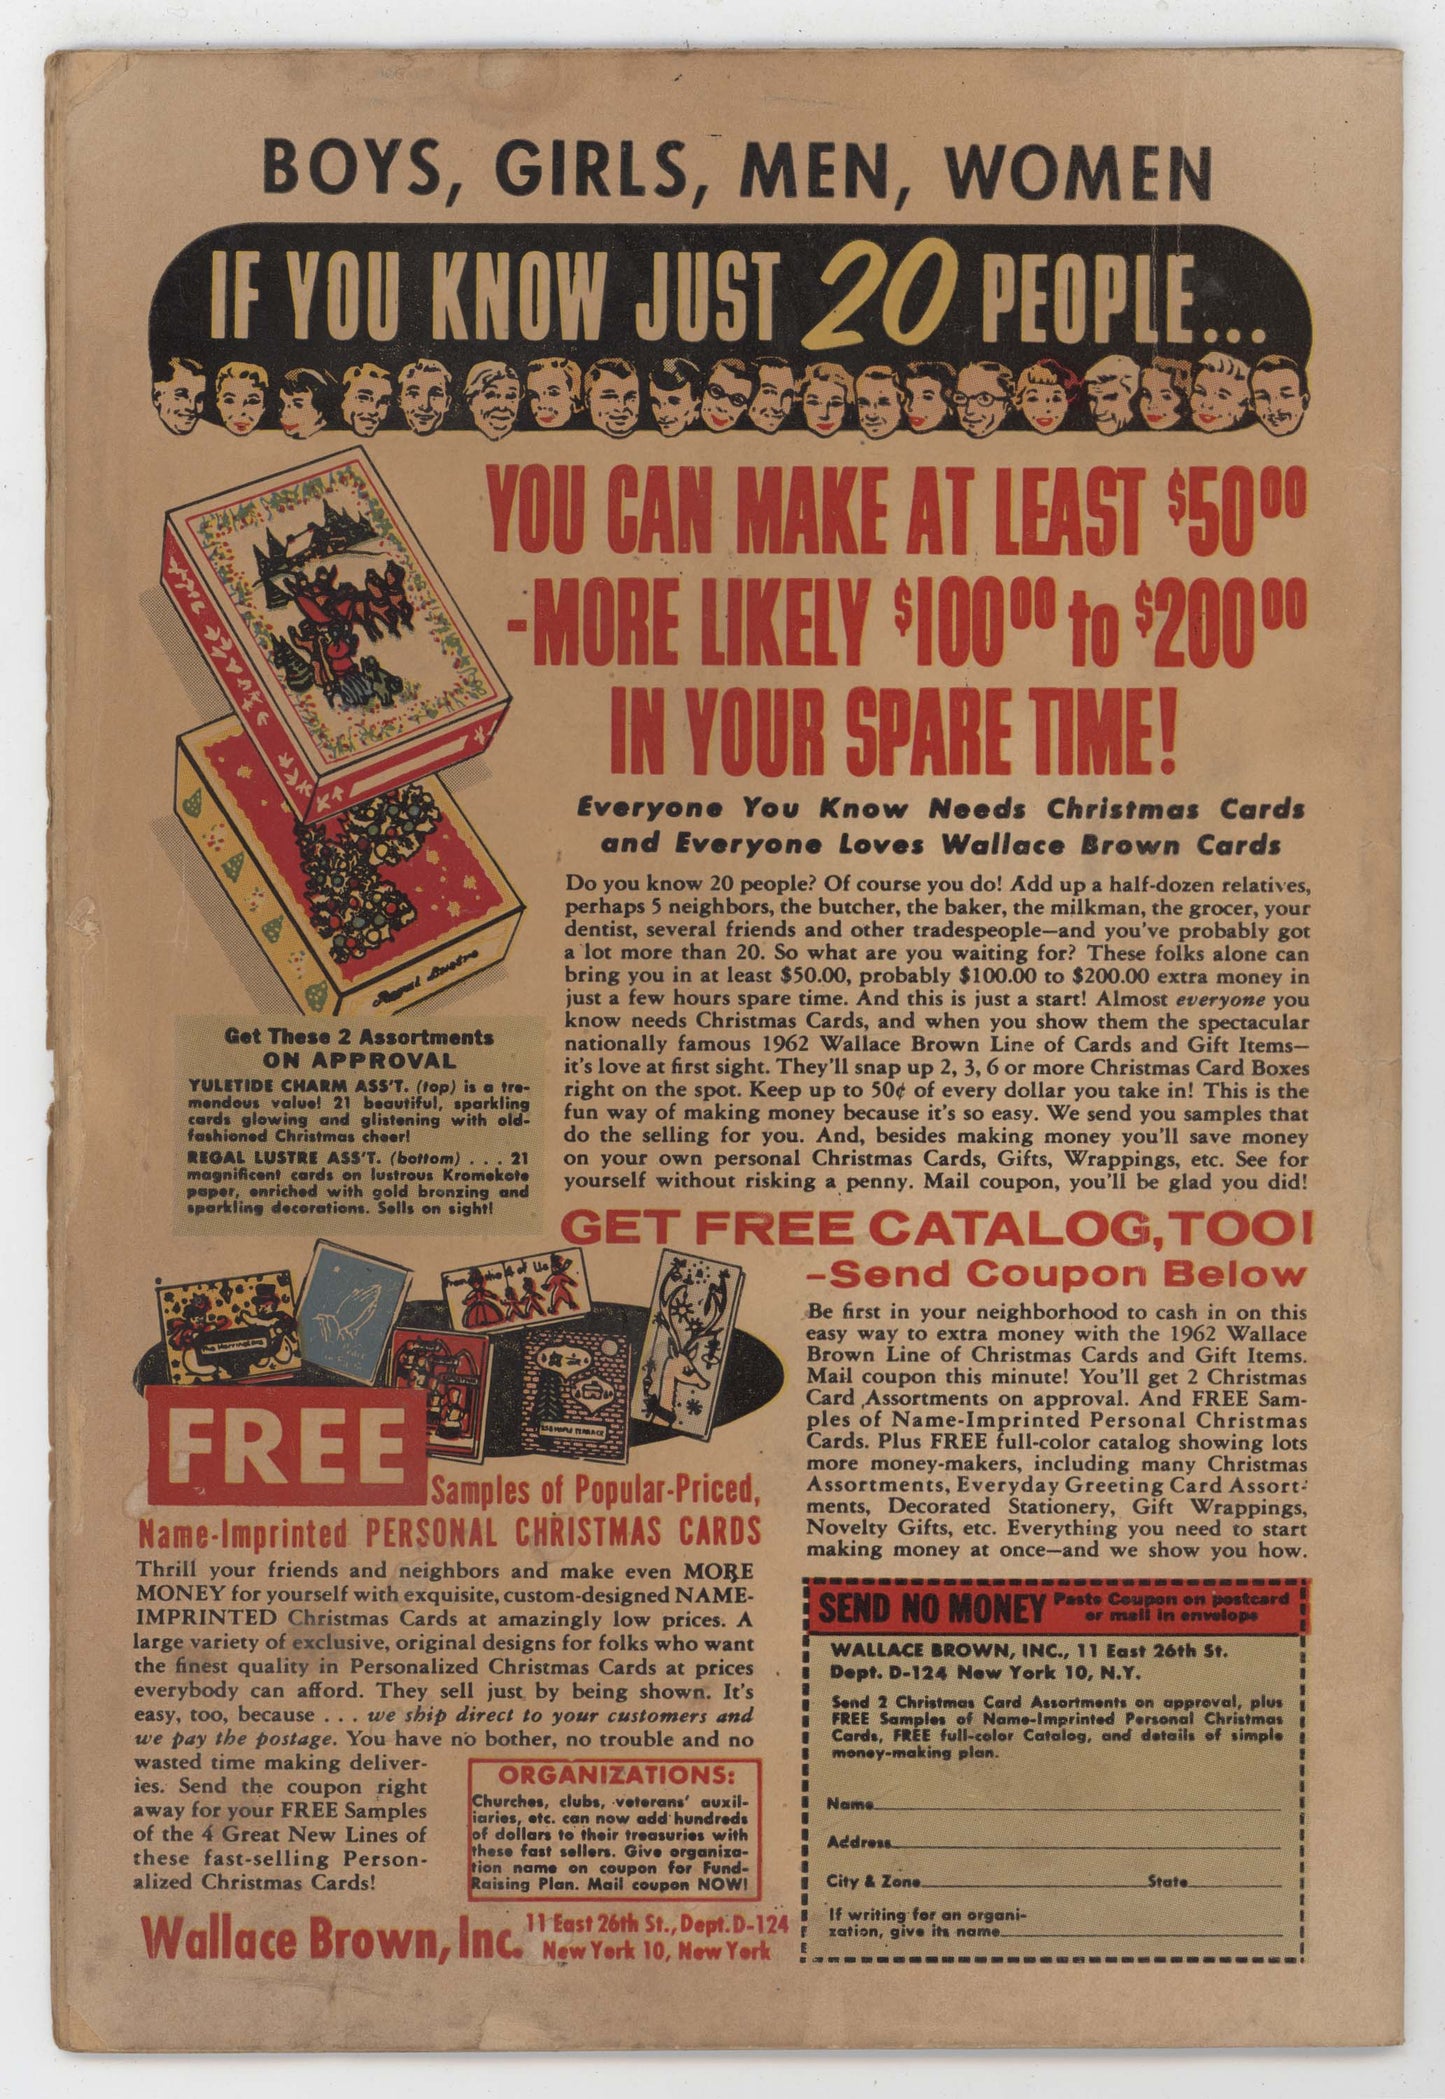 BOYS, GIRLS, MEN, WOMEN
IF YOU KNOW JUST 20 PEOPLE...
YOU CAN MAKE AT LEAST $50.00
-MORE LIKELY $100.00 to $200.00
IN YOUR SPARE TIME!
Everyone You Know Needs Christmas Cards
and Everyone Loves Wallace Brown Cards
Do you know 20 people? Of course you do! Add up a half-dozen relatives,
perhaps 5 neighbors, the butcher, the baker, the milkman, the grocer, your
dentist, several friends and other tradespeople—and you've probably got
a lot more than 20. So what are you waiting for? These folks alone can
bring you in at least $50.00, probably $100.00 to $200.00 extra money in
just a few hours spare time. And this is just a start! Almost everyone you
know needs Christmas Cards, and when you show them the spectacular
nationally famous 1962 Wallace Brown Line of Cards and Gift Items—
it's love at first sight. They'll snap up 2, 3, 6 or more Christmas Card Boxes
right on the spot. Keep up to 50¢ of every dollar you take in! This is the
fun way of making money because it's so easy. We send you samples that
do the selling for you. And, besides making money you'll save money
on your own personal Christmas Cards, Gifts, Wrappings, etc. See for
yourself without risking a penny. Mail coupon, you'll be glad you did!
Regal Lustre
Get These 2 Assortments
ON APPROVAL
YULETIDE CHARM ASS'T. (top) is a tre-
mendous value! 21 beautiful, sparkling
cards glowing and glistening with old-
fashioned Christmas cheer!
REGAL LUSTRE ASS'T. (bottom) . . . 21
magnificent cards on lustrous Kromekote
paper, enriched with gold bronzing and
sparkling decorations. Sells on sight!
GET FREE CATALOG, TOO!
—Send Coupon Below
Be first in your neighborhood to cash in on this
easy way to extra money with the 1962 Wallace
Brown Line of Christmas Cards and Gift Items.
Mail coupon this minute! You'll get 2 Christmas
Card Assortments on approval. And FREE Sam-
ples of Name-Imprinted Personal Christmas
Cards. Plus FREE full-color catalog showing lots
more money-makers, including many Christmas
Assortments, Everyday Greeting Card Assort-
ments, Decorated Stationery, Gift Wrappings,
Novelty Gifts, etc. Everything you need to start
making money at once—and we show you how.
The Harringtons
From the 4 of Us
FREE
Samples of Popular-Priced,
Name-Imprinted PERSONAL CHRISTMAS CARDS
Thrill your friends and neighbors and make even MORE
MONEY for yourself with exquisite, custom-designed NAME-
IMPRINTED Christmas Cards at amazingly low prices. A
large variety of exclusive, original designs for folks who want
the finest quality in Personalized Christmas Cards at prices
everybody can afford. They sell just by being shown. It's
easy, too, because . . . we ship direct to your customers and
we pay the postage. You have no bother, no trouble and no
wasted time making deliver-
ies. Send the coupon right
away for your FREE Samples
of the 4 Great New Lines of
these fast-selling Person-
alized Christmas Cards!
ORGANIZATIONS:
Churches, clubs, veterans' auxil-
iaries, etc. can now add hundreds
of dollars to their treasuries with
these fast sellers. Give organiza-
tion name on coupon for Fund-
Raising Plan. Mail coupon NOW!
Wallace Brown, Inc. 11 East 26th St., Dept. D-124
New York 10, New York
SEND NO MONEY Paste Coupon on postcard
or mail in envelope
WALLACE BROWN, INC., 11 East 26th St.
Dept. D-124 New York 10, N.Y.
Send 2 Christmas Card Assortments on approval, plus
FREE Samples of Name-Imprinted Personal Christmas
Cards, FREE full-color Catalog, and details of simple
money-making plan.
Name
Address
City & Zone State
If writing for an organi-
zation, give its name